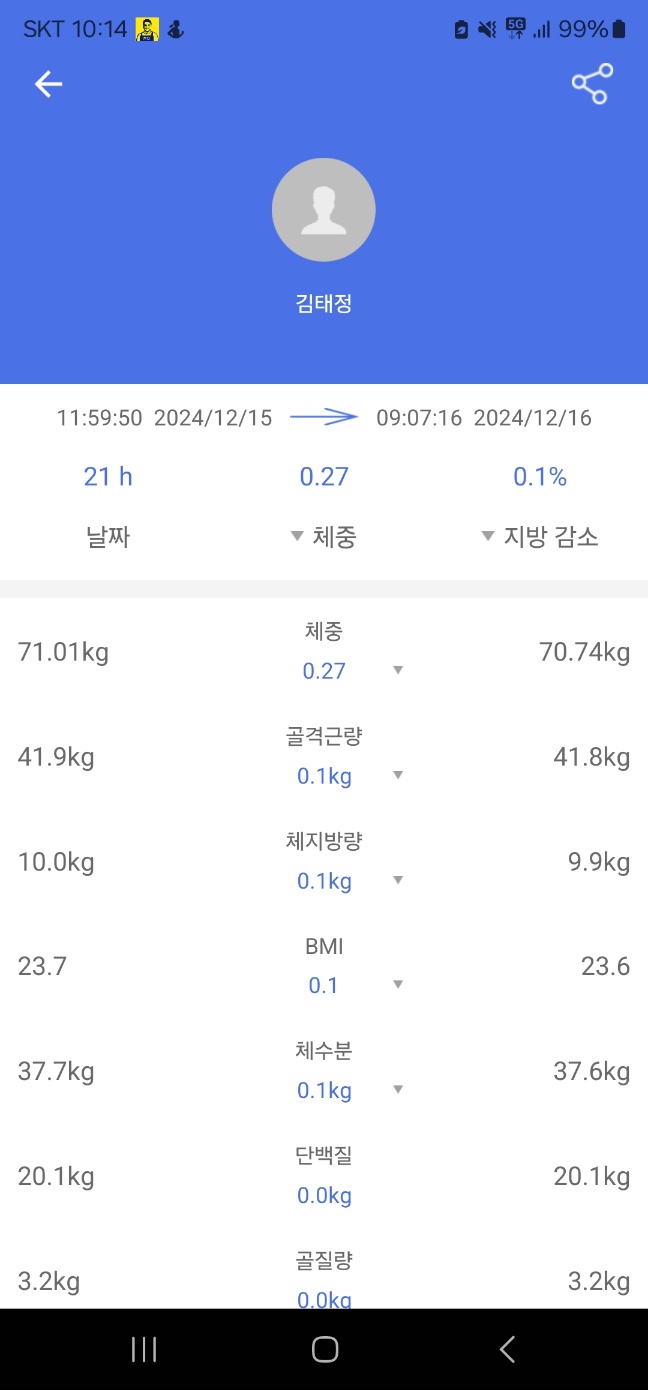 SKT 10:14 5G 99%
김태정
11:59:50 2024/12/15 09:07:16 2024/12/16
21 h 0.27 0.1%
날짜 ▼ 체중 ▼ 지방 감소
체중
71.01kg 0.27 ▼ 70.74kg
골격근량
41.9kg 0.1kg ▼ 41.8kg
체지방량
10.0kg 0.1kg ▼ 9.9kg
BMI
23.7 0.1 ▼ 23.6
체수분
37.7kg 0.1kg ▼ 37.6kg
단백질
20.1kg 0.0kg 20.1kg
골질량
3.2kg 0.0kg 3.2kg